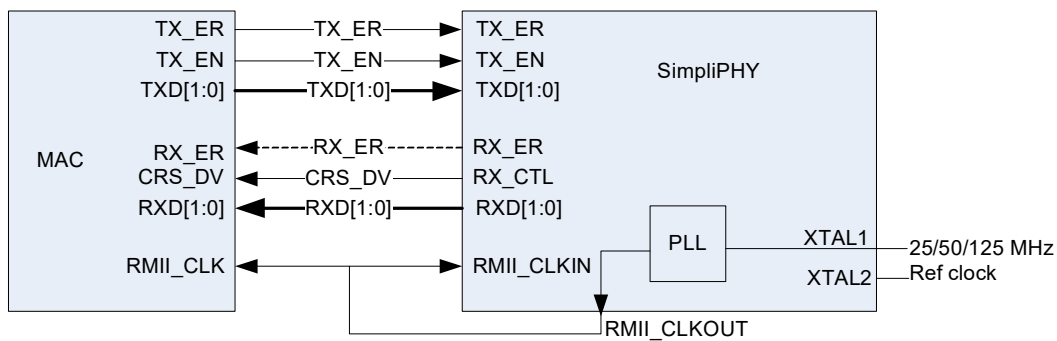 TX_ER TX_ER TX_ER
TX_EN TX_EN TX_EN
SimpliPHY
TXD[1:0] TXD[1:0] TXD[1:0]
MAC
RX_ER RX_ER RX_ER
CRS_DV CRS_DV RX_CTL
RXD[1:0] RXD[1:0] RXD[1:0]
PLL
XTAL1
25/50/125 MHz
RMII_CLK RMII_CLKIN
XTAL2
Ref clock
RMII_CLKOUT